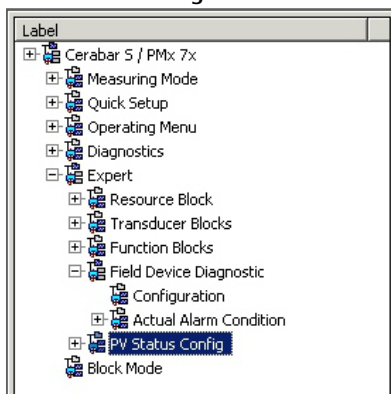 Label
Cerabar S / PMx 7x
Measuring Mode
Quick Setup
Operating Menu
Diagnostics
Expert
Resource Block
Transducer Blocks
Function Blocks
Field Device Diagnostic
Configuration
Actual Alarm Condition
PV Status Config
Block Mode